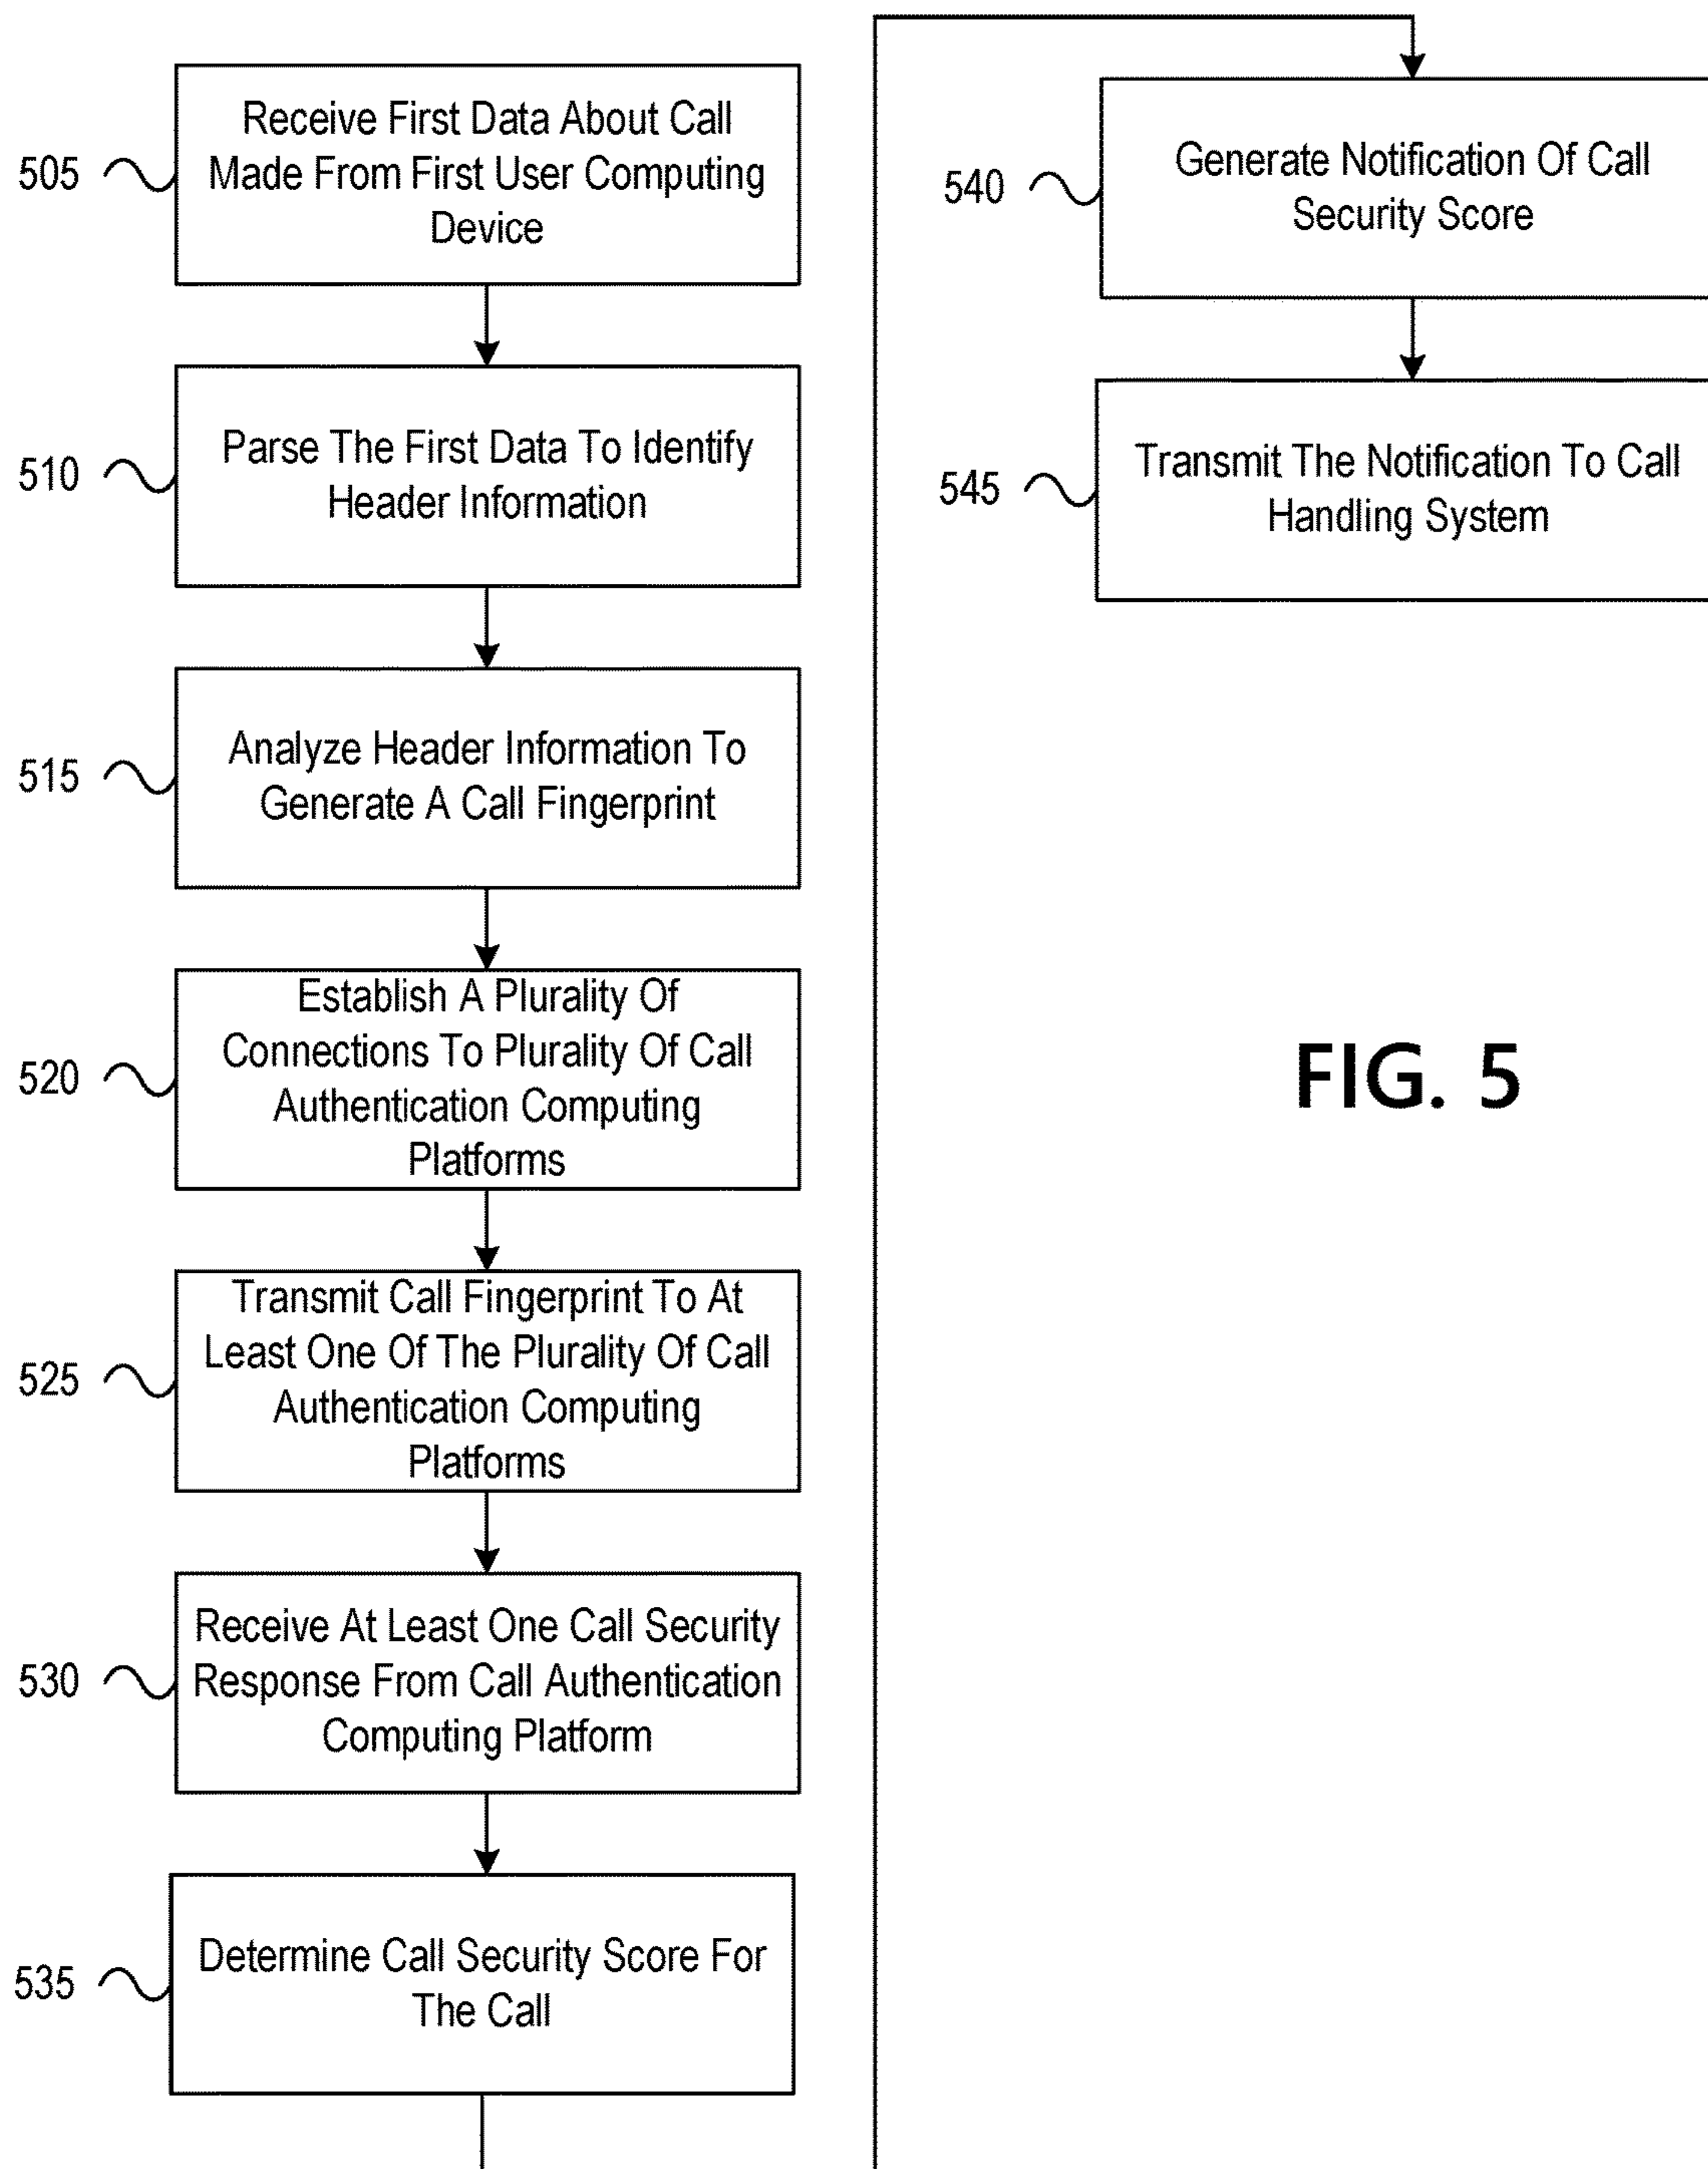 505
Receive First Data About Call
Made From First User Computing
Device
510
Parse The First Data To Identify
Header Information
515
Analyze Header Information To
Generate A Call Fingerprint
520
Establish A Plurality Of
Connections To Plurality Of Call
Authentication Computing
Platforms
525
Transmit Call Fingerprint To At
Least One Of The Plurality Of Call
Authentication Computing
Platforms
530
Receive At Least One Call Security
Response From Call Authentication
Computing Platform
535
Determine Call Security Score For
The Call
540
Generate Notification Of Call
Security Score
545
Transmit The Notification To Call
Handling System
FIG. 5